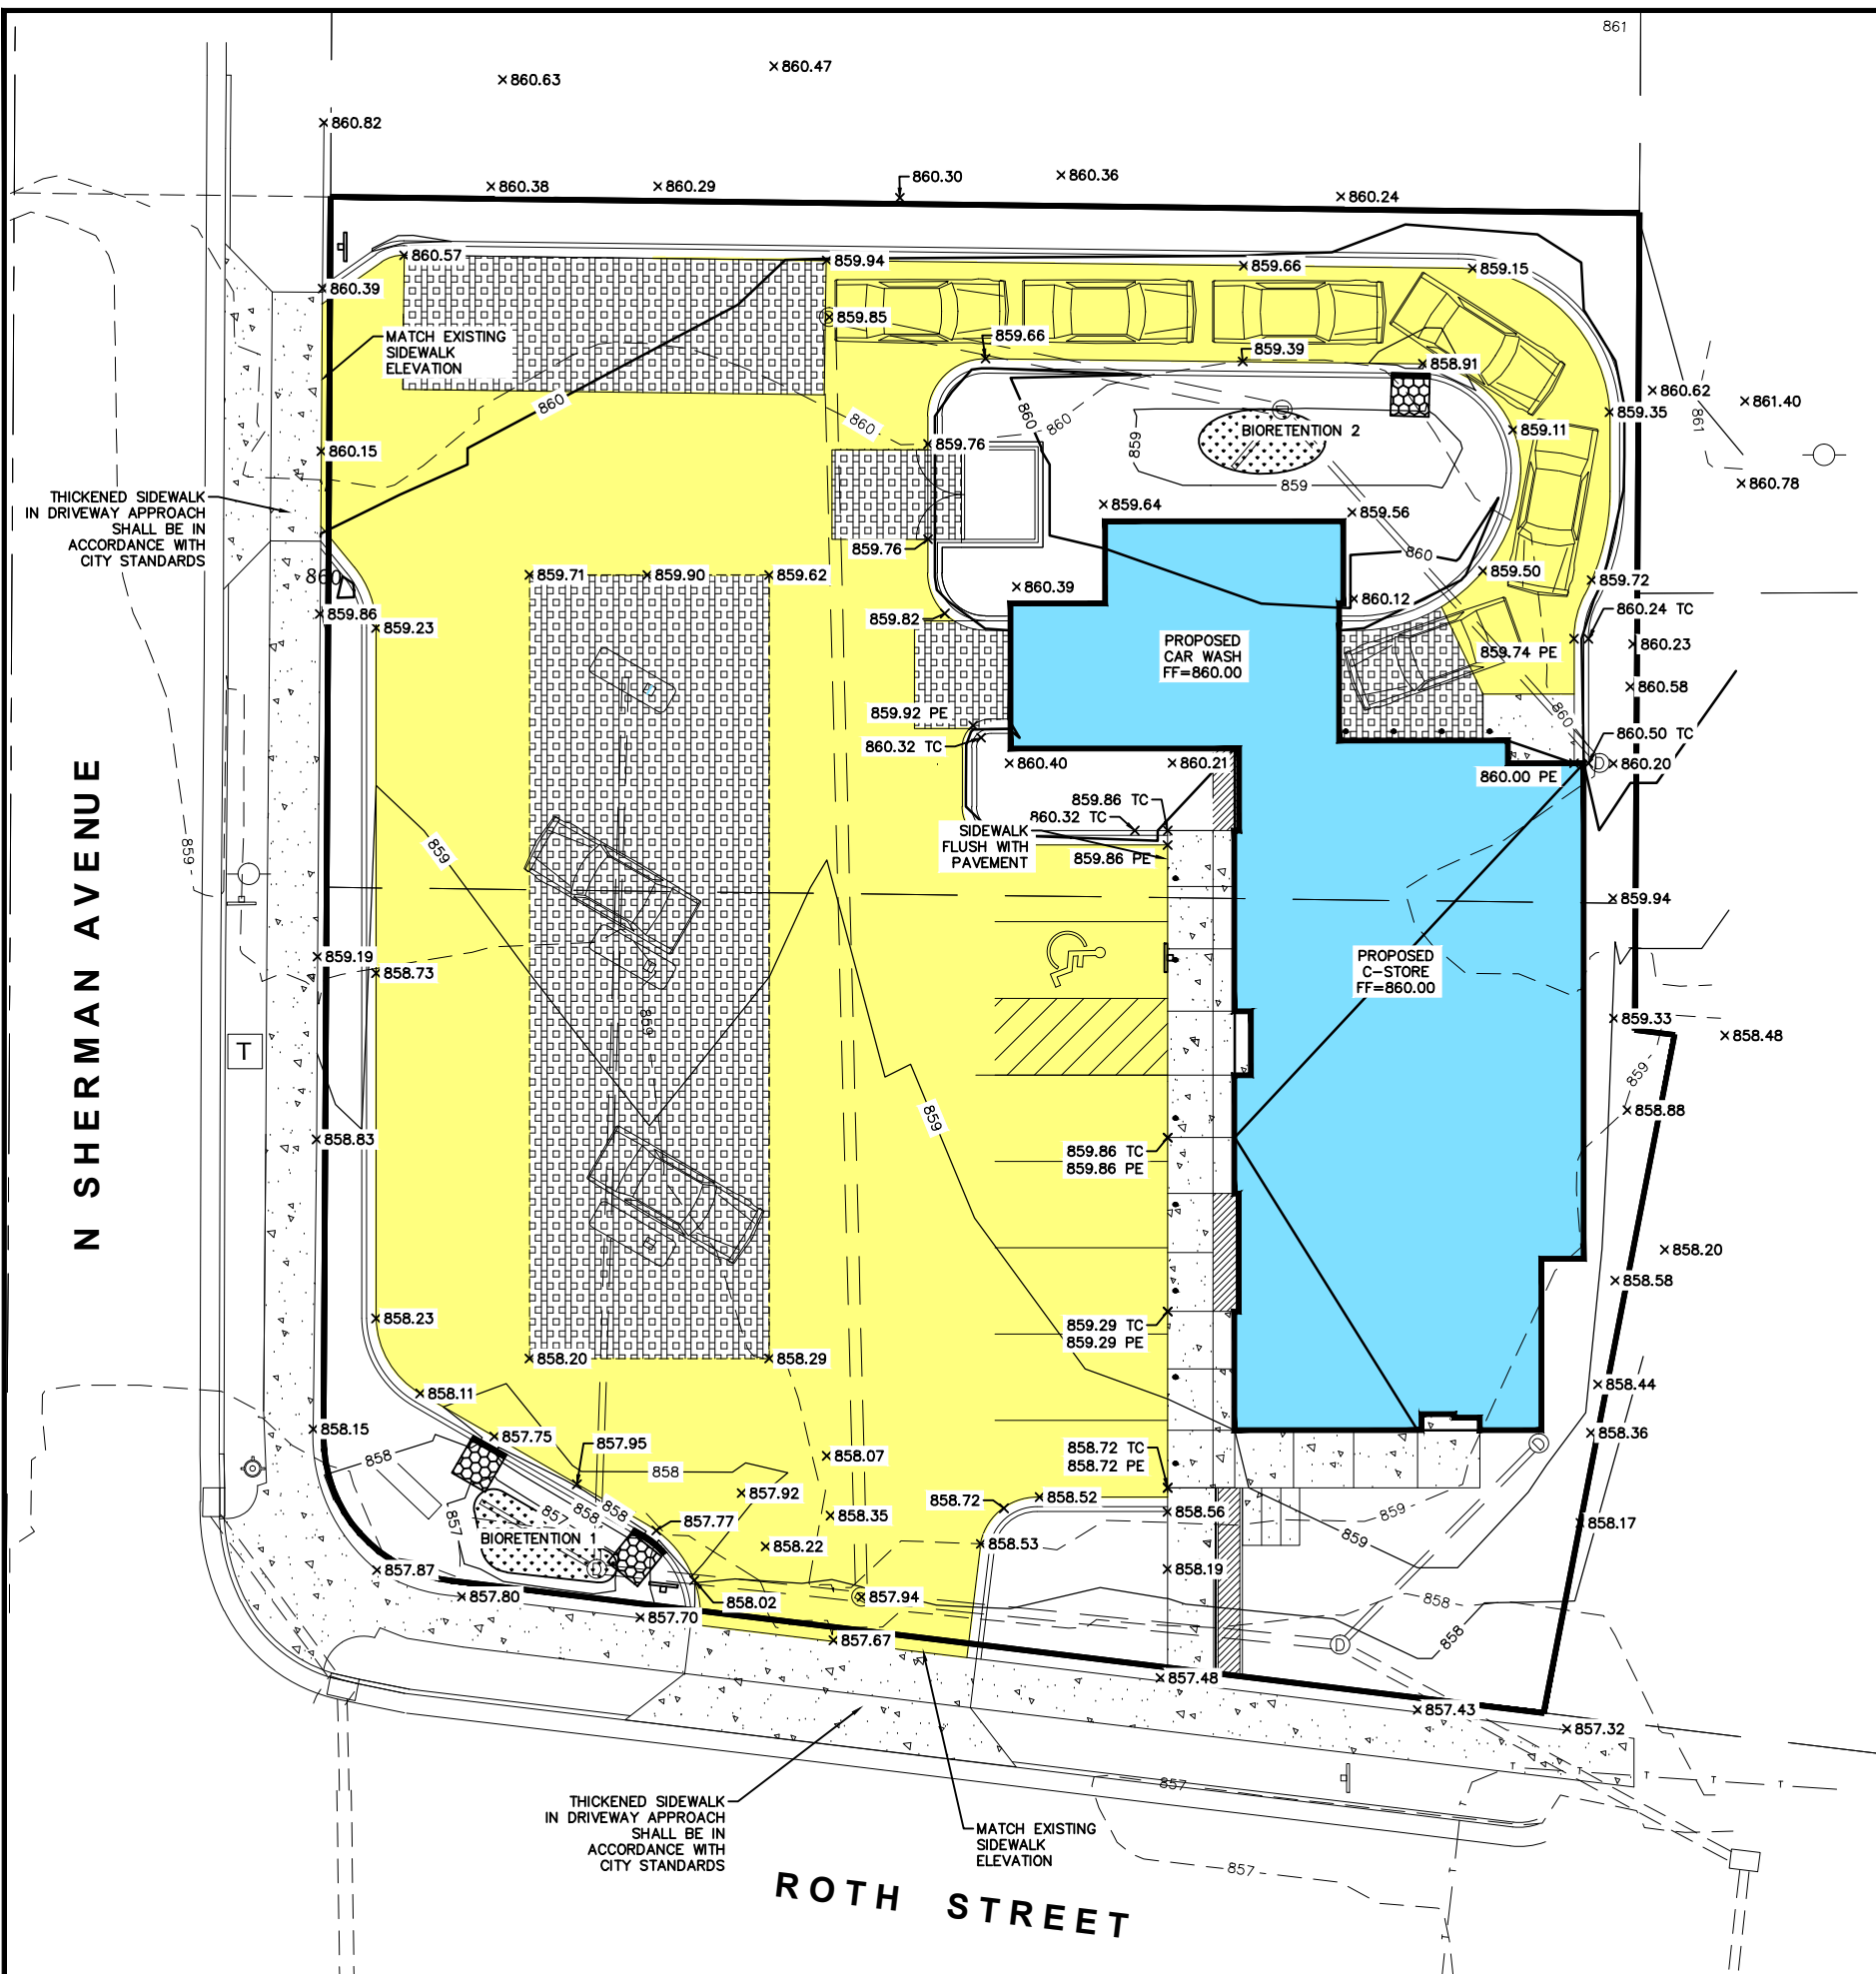 861
860.63
860.47
860.82
860.38
860.29
860.30
860.36
860.24
860.57
859.94
859.66
859.15
860.39
859.85
MATCH EXISTING
SIDEWALK
ELEVATION
859.66
859.39
858.91
860
860
860
860
859
BIORETENTION 2
859
859.11
859.35
860.62
861.40
861
860.78
860.15
859.76
THICKENED SIDEWALK
IN DRIVEWAY APPROACH
SHALL BE IN
ACCORDANCE WITH
CITY STANDARDS
859.64
859.56
859.76
860
860
859.71
859.90
859.62
860.39
859.50
859.72
860.12
860.24 TC
859.86
859.23
859.82
PROPOSED
CAR WASH
FF=860.00
859.74 PE
860.23
860.58
859.92 PE
860.32 TC
860
860.50 TC
860.40
860.21
860.00 PE
860.20
859.86 TC
860.32 TC
SIDEWALK
FLUSH WITH
PAVEMENT
859.86 PE
859
859
859.94
N SHERMAN AVENUE
859.19
858.73
PROPOSED
C-STORE
FF=860.00
859
859.33
858.48
T
859
859
858.88
858.83
859.86 TC
859.86 PE
858.20
858.58
858.23
859.29 TC
859.29 PE
858.20
858.29
858.11
858.44
858.15
857.75
857.95
858.07
858.72 TC
858.72 PE
858.36
858
858
857.92
858.72
858.52
858.56
859
859
857
857
858
858
857.77
858.35
858.17
BIORETENTION 1
858.22
858.53
858.19
857.87
857.80
858.02
857.94
858
858
857.70
857.67
857.48
857.43
857.32
857
THICKENED SIDEWALK
IN DRIVEWAY APPROACH
SHALL BE IN
ACCORDANCE WITH
CITY STANDARDS
MATCH EXISTING
SIDEWALK
ELEVATION
857
ROTH STREET
D
D
D
D
D
T
T
T
T
T
T